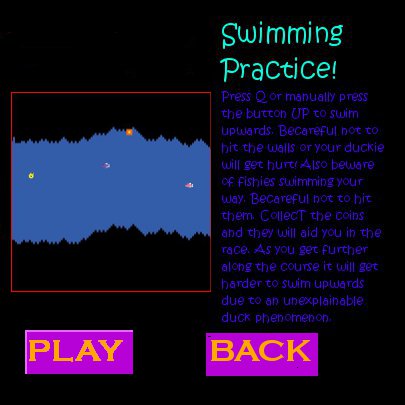 Swimming
Practice!
Press Q or manually press
the button UP to swim
upwards. Becareful not to
hit the walls or your duckie
will get hurt! Also beware
of fishies swimming your
way. Becareful not to hit
them. CollecT the coins
and they will aid you in the
race. As you get further
along the course it will get
harder to swim upwards
due to an unexplainable
duck phenomenon.
PLAY
BACK